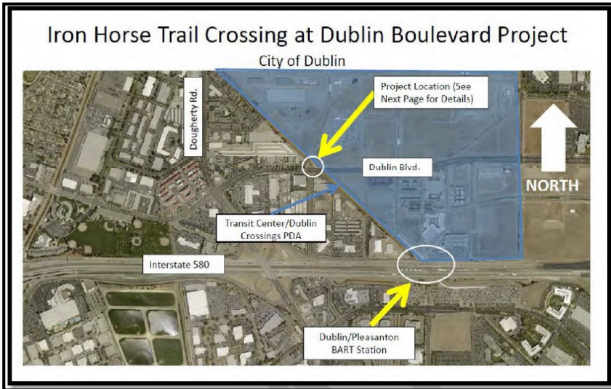 Iron Horse Trail Crossing at Dublin Boulevard Project
City of Dublin
Dougherty Rd.
Project Location (See
Next Page for Details)
Dublin Blvd.
NORTH
Transit Center/Dublin
Crossings PDA
Interstate 580
Dublin/Pleasanton
BART Station